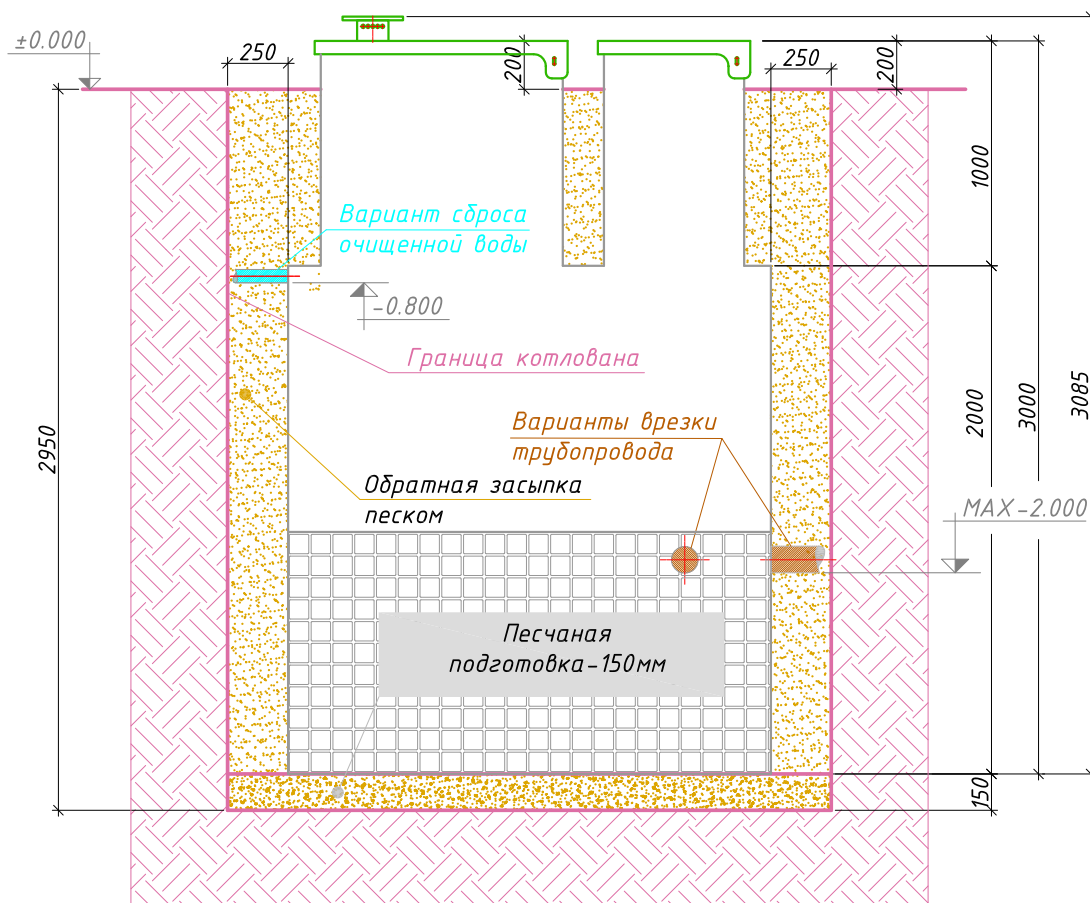 ±0.000
250
200
250
200
1000
Вариант сброса
очищенной воды
-0.800
Граница котлована
2950
2000
3000
3085
Варианты врезки
трубопровода
Обратная засыпка
песком
MAX-2.000
Песчаная
подготовка-150мм
150